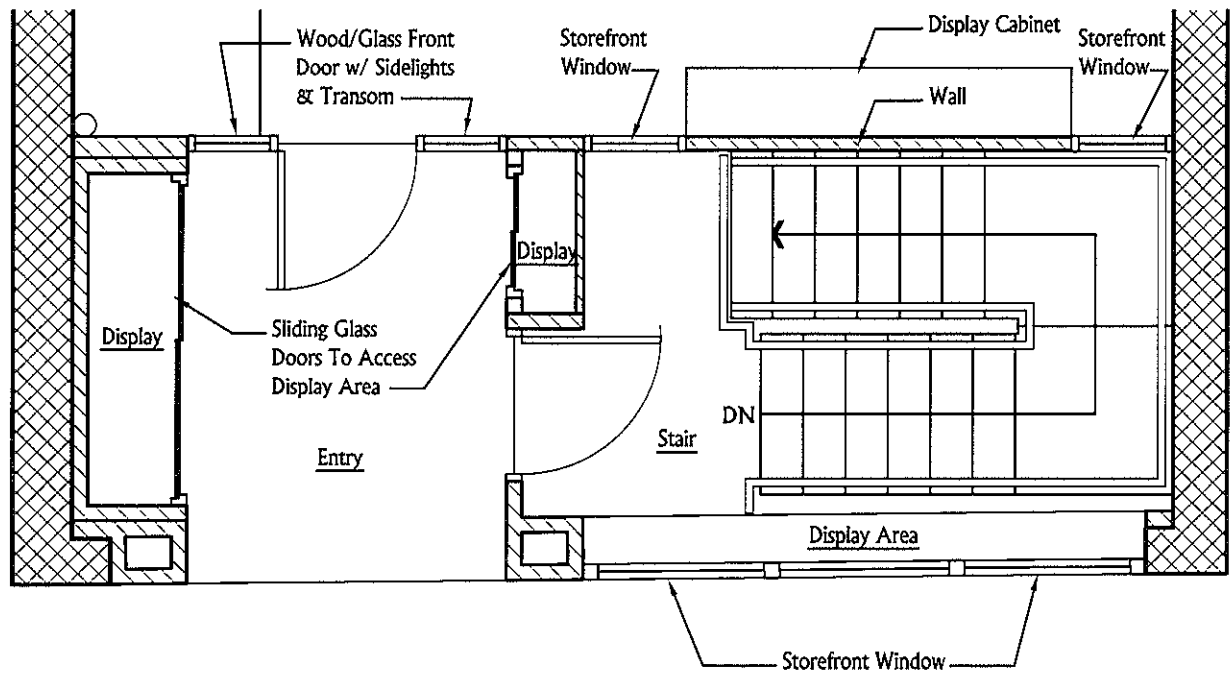 Wood/Glass Front
Door w/ Sidelights
& Transom
Storefront
Window
Display Cabinet
Wall
Storefront
Window
Display
Display
Sliding Glass
Doors To Access
Display Area
Entry
Stair
DN
Display Area
Storefront Window